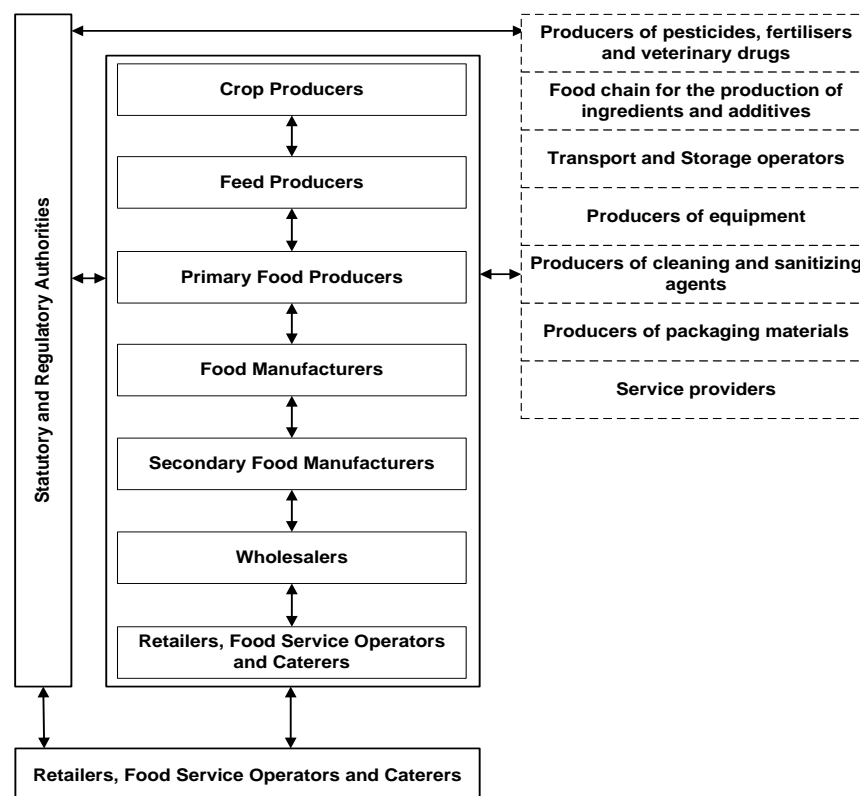 Statutory and Regulatory Authorities
Crop Producers
Feed Producers
Primary Food Producers
Food Manufacturers
Secondary Food Manufacturers
Wholesalers
Retailers, Food Service Operators
and Caterers
Producers of pesticides, fertilisers
and veterinary drugs
Food chain for the production of
ingredients and additives
Transport and Storage operators
Producers of equipment
Producers of cleaning and sanitizing
agents
Producers of packaging materials
Service providers
Retailers, Food Service Operators and Caterers